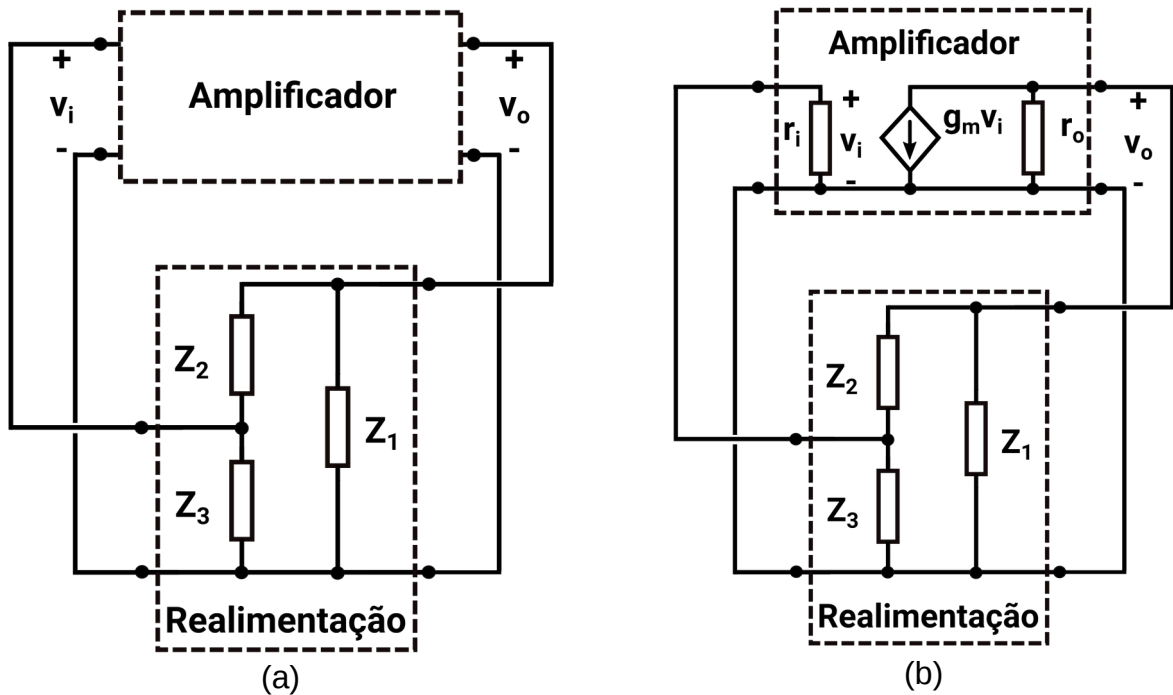 +
Amplificador
+
vi
vo
-
-
Z2
Z1
Z3
Realimentação
(a)
Amplificador
+
gmvi
+
ri
vi
ro
vo
-
-
Z2
Z1
Z3
Realimentação
(b)